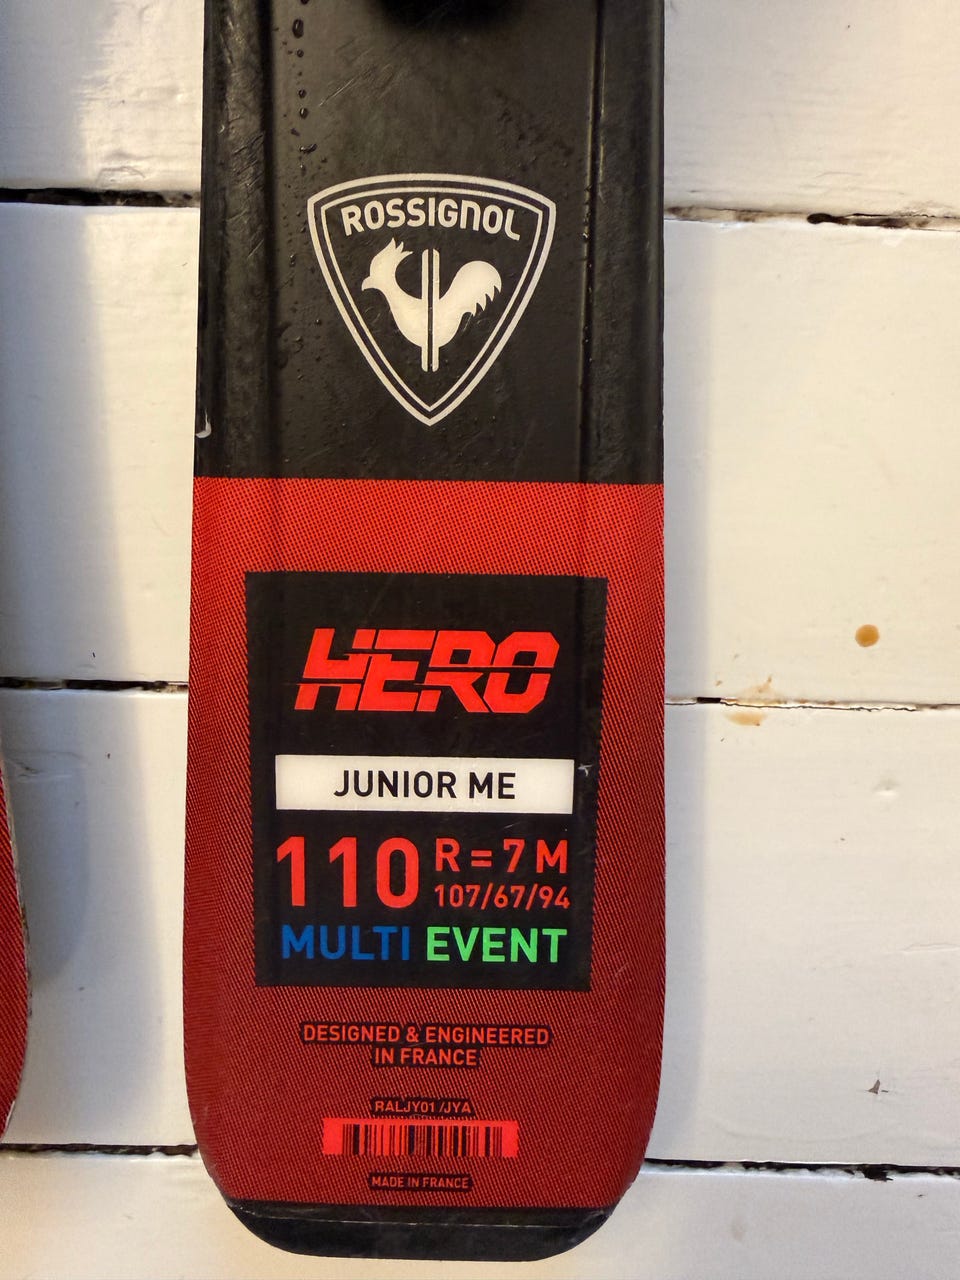 ROSSIGNOL
HERO
JUNIOR ME
110 R = 7 M
107/67/94
MULTI EVENT
DESIGNED & ENGINEERED
IN FRANCE
RALJY01/JYA
MADE IN FRANCE